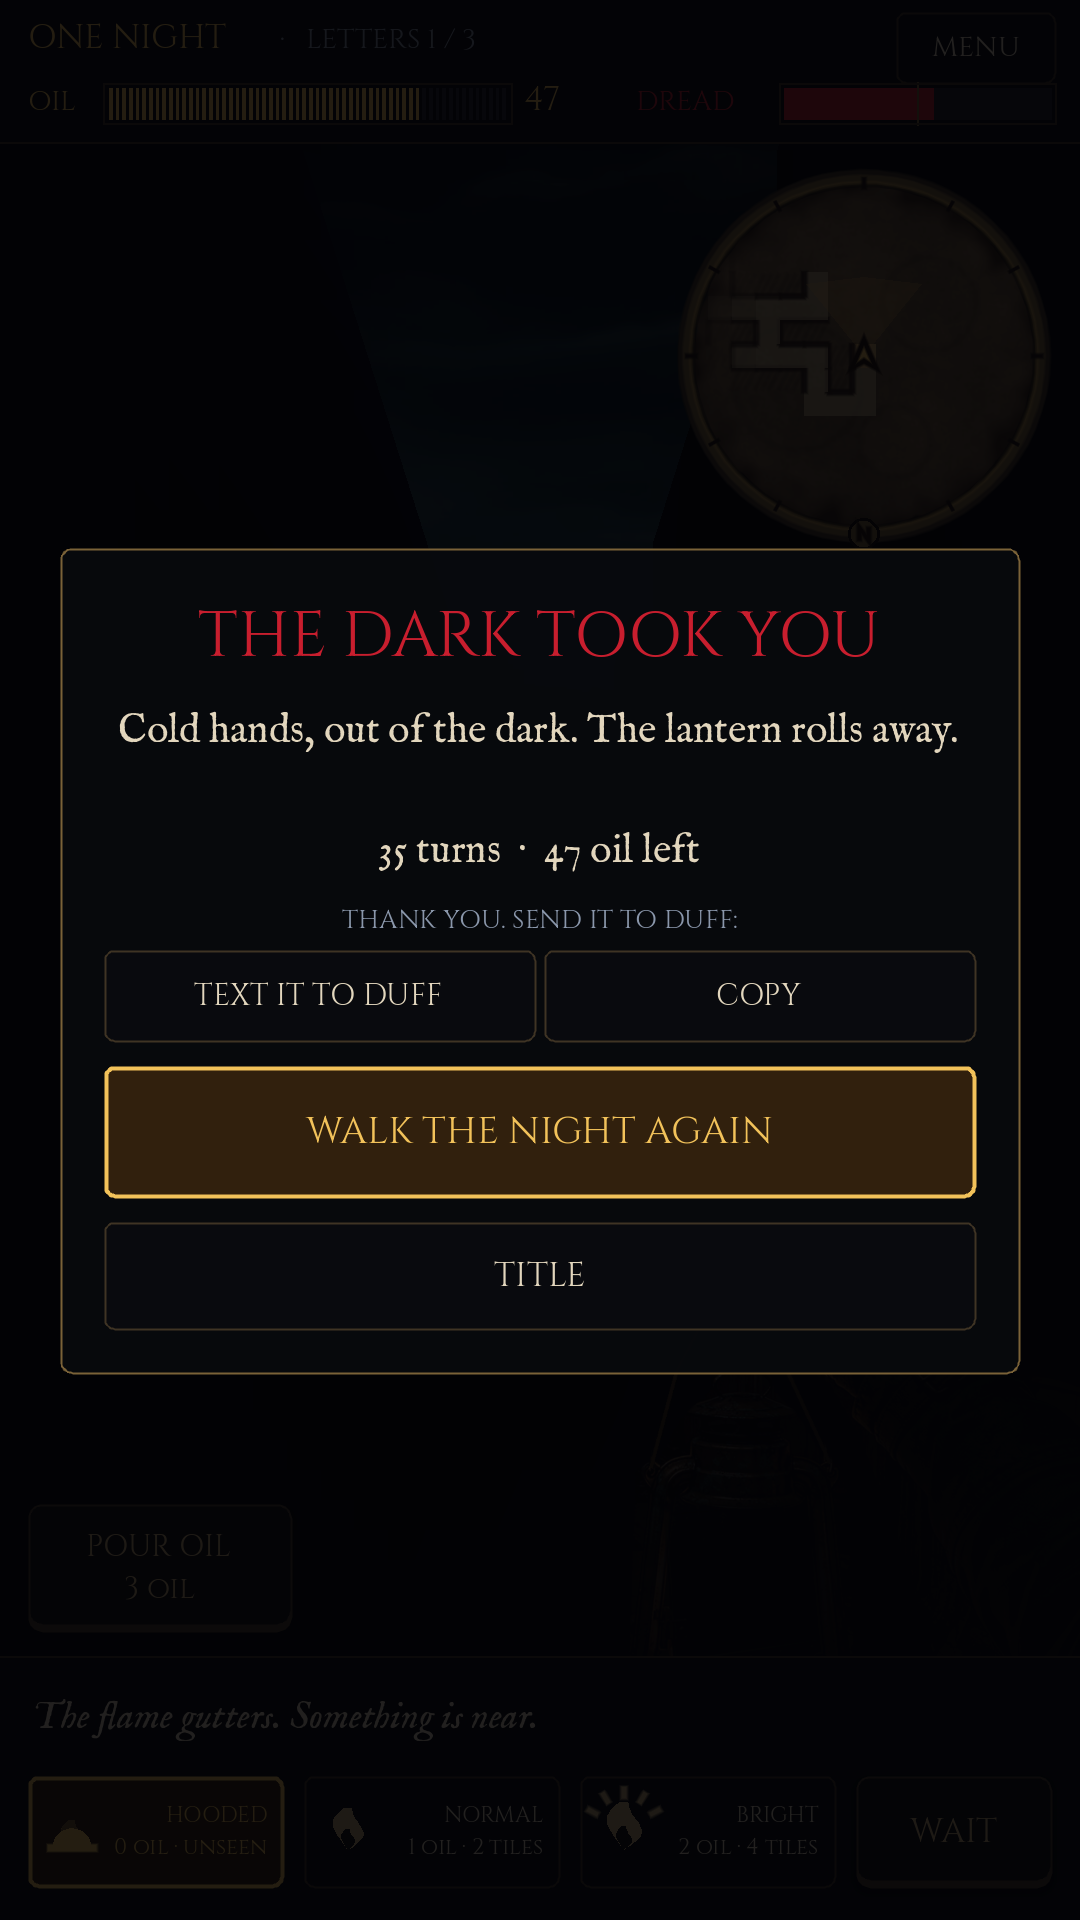 ONE NIGHT · LETTERS 1 / 3
MENU
OIL 47 DREAD
N
THE DARK TOOK YOU
Cold hands, out of the dark. The lantern rolls away.
35 turns · 47 oil left
THANK YOU. SEND IT TO DUFF:
TEXT IT TO DUFF
COPY
WALK THE NIGHT AGAIN
TITLE
POUR OIL
3 OIL
The flame gutters. Something is near.
HOODED
0 OIL · UNSEEN
NORMAL
1 OIL · 2 TILES
BRIGHT
2 OIL · 4 TILES
WAIT